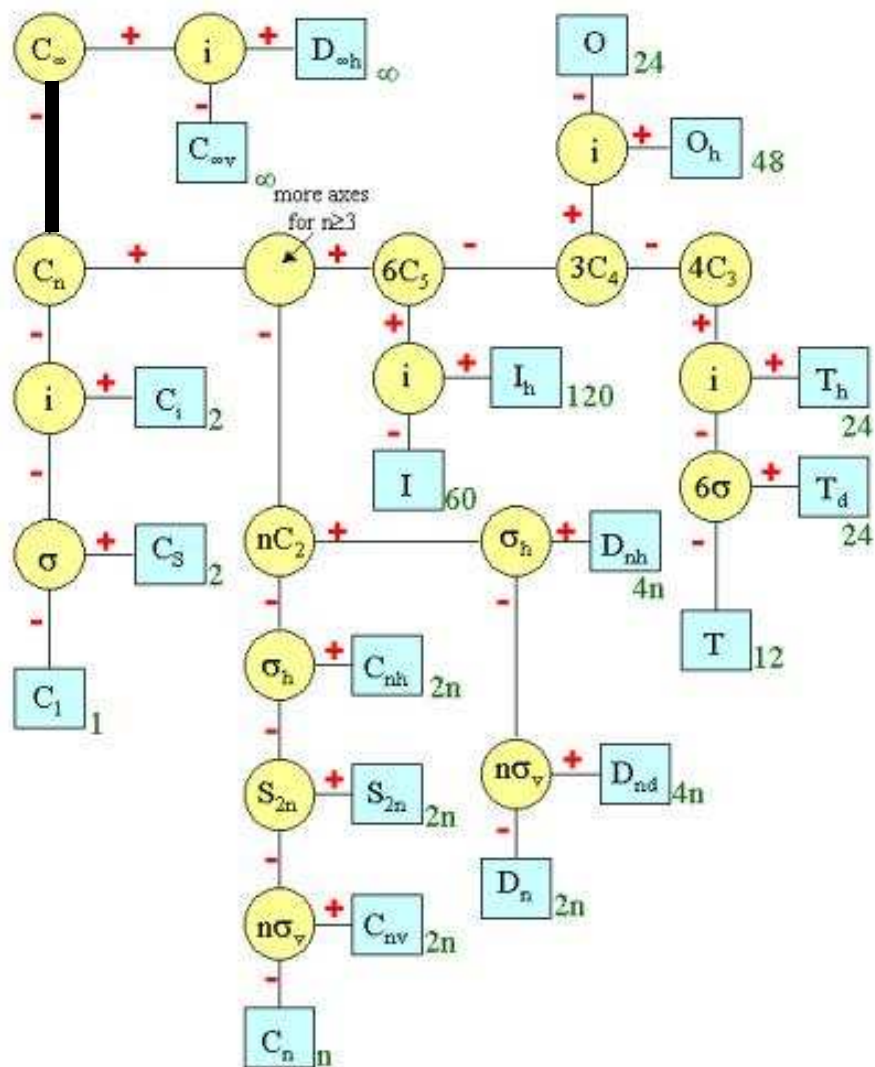 C∞ + i + D∞h ∞
O 24
-
-
-
C∞v ∞
i + Oh 48
more axes
for n≥3
+
Cn + + 6C5 - 3C4 - 4C3
-
-
+
+
i + Ci 2
i + Ih 120
i + Th 24
-
-
-
I 60
6σ + Td 24
σ + CS 2
nC2 + σh + Dnh 4n
-
-
-
-
T 12
C1 1
σh + Cnh 2n
-
S2n + S2n 2n
nσv + Dnd 4n
-
-
Dn 2n
nσv + Cnv 2n
-
Cn n